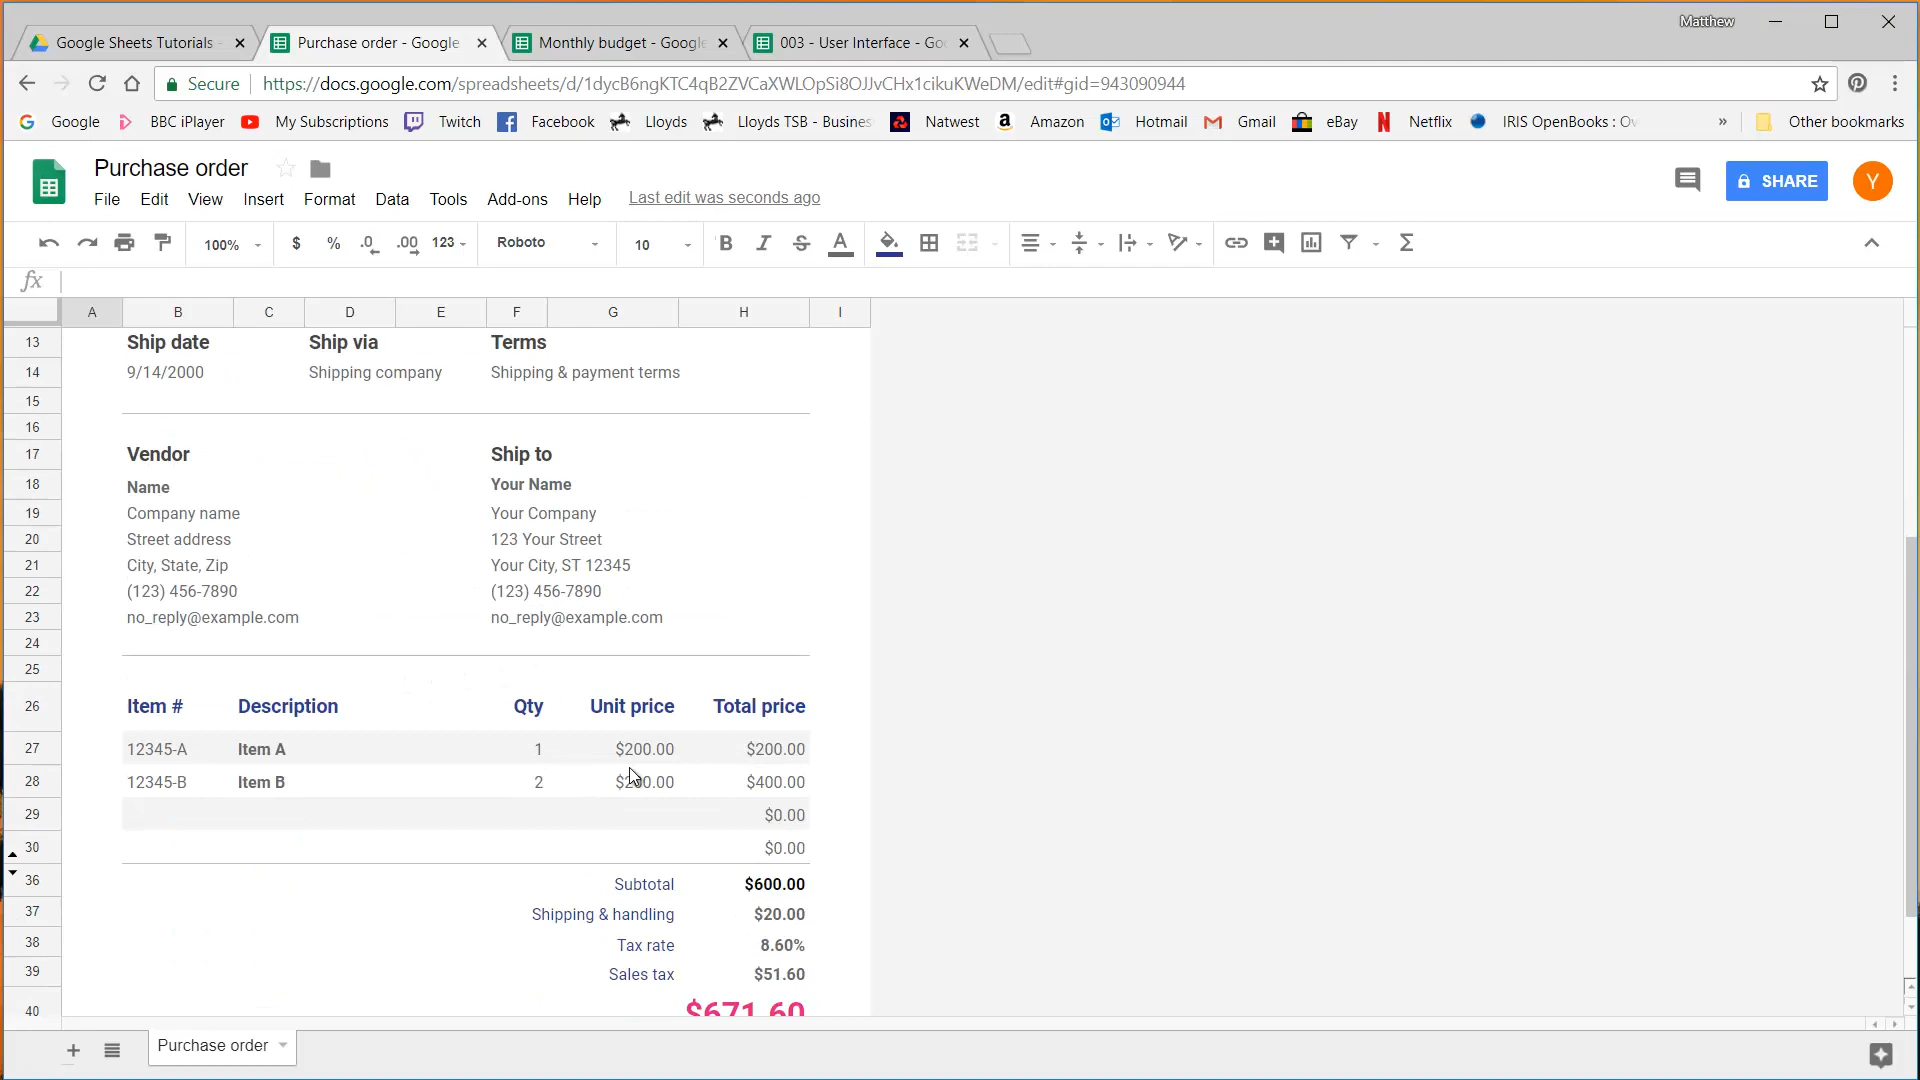 Matthew
Google Sheets Tutorials -
Purchase order - Google
Monthly budget - Google
003 - User Interface - Goo
Secure
https://docs.google.com/spreadsheets/d/1dycB6ngKTC4qB2ZVCaXWLOpSi8OJJvCHx1cikuKWeDM/edit#gid=943090944
Google BBC iPlayer My Subscriptions Twitch Facebook Lloyds Lloyds TSB - Busines Natwest Amazon Hotmail Gmail eBay Netflix IRIS OpenBooks : Ov » Other bookmarks
Purchase order
SHARE
Y
File Edit View Insert Format Data Tools Add-ons Help Last edit was seconds ago
100% $ % .0 .00 123 Roboto 10 B I S A Σ
fx
A B C D E F G H I
13 Ship date Ship via Terms
14 9/14/2000 Shipping company Shipping & payment terms
15
16
17 Vendor Ship to
18 Name Your Name
19 Company name Your Company
20 Street address 123 Your Street
21 City, State, Zip Your City, ST 12345
22 (123) 456-7890 (123) 456-7890
23 no_reply@example.com no_reply@example.com
24
25
26 Item # Description Qty Unit price Total price
27 12345-A Item A 1 $200.00 $200.00
28 12345-B Item B 2 $200.00 $400.00
29 $0.00
30 $0.00
36 Subtotal $600.00
37 Shipping & handling $20.00
38 Tax rate 8.60%
39 Sales tax $51.60
40 $671.60
Purchase order